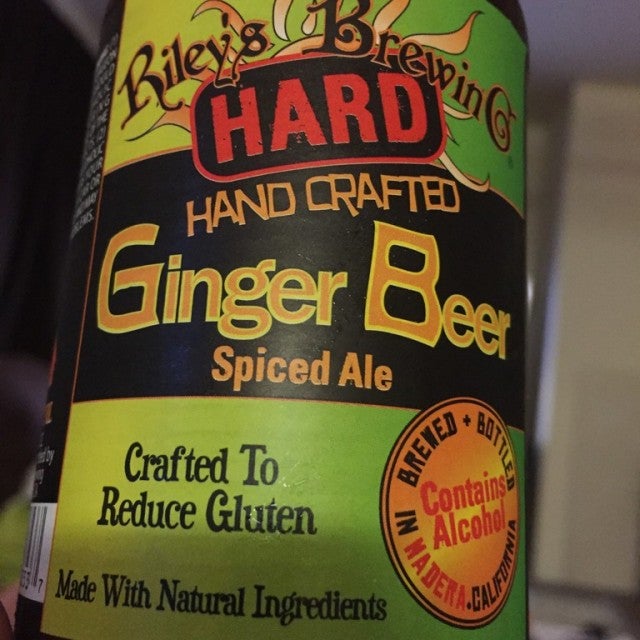 Riley's Brewing
HARD
HAND CRAFTED
Ginger Beer
Spiced Ale
Crafted To
Reduce Gluten
Made With Natural Ingredients
BREWED + BOTTLED
IN MADERA, CALIFORNIA
Contains
Alcohol